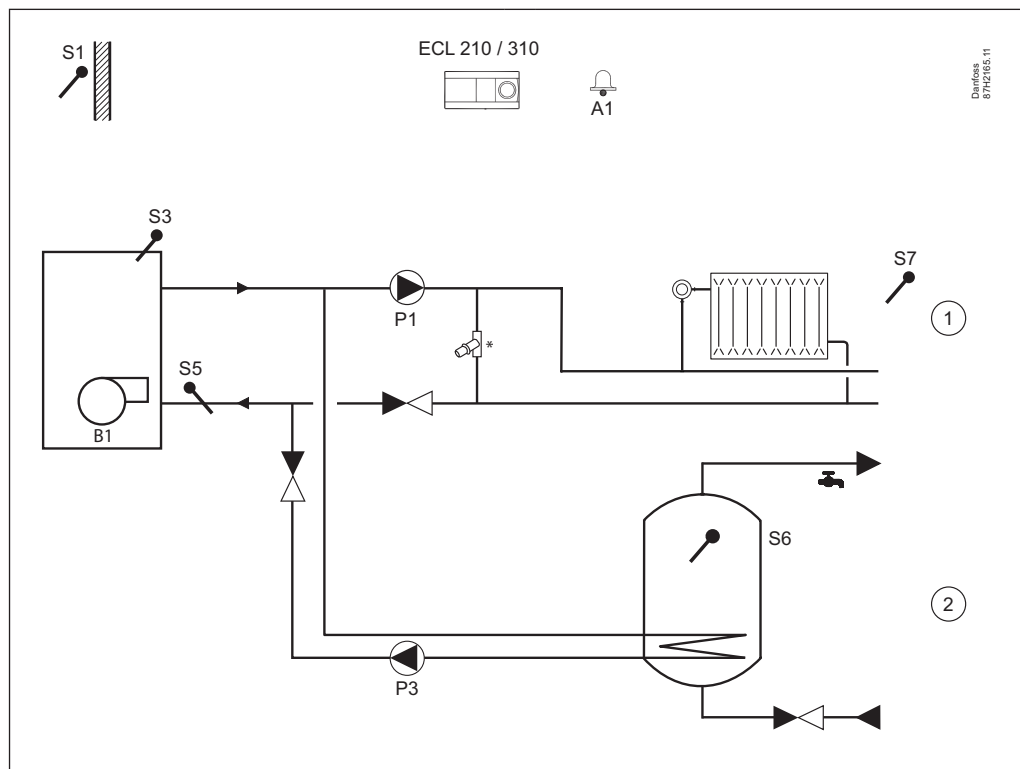 S1
ECL 210 / 310
A1
Danfoss
87H2165.11
S3
S7
P1
*
1
S5
B1
S6
2
P3